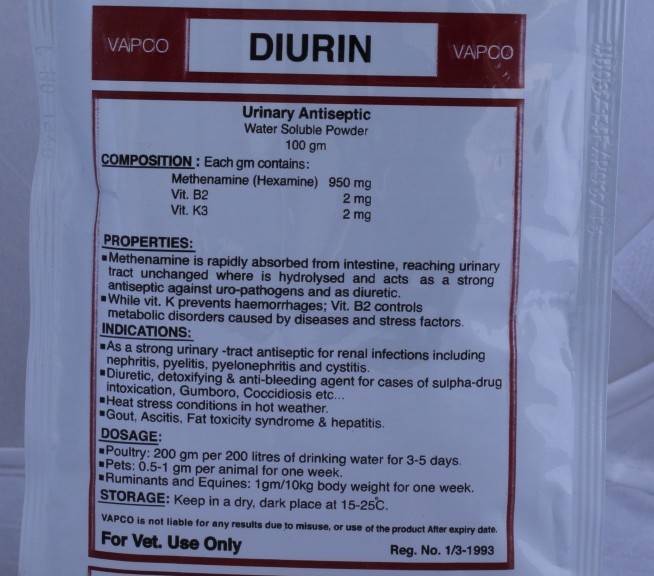 VAPCO DIURIN VAPCO
Urinary Antiseptic
Water Soluble Powder
100 gm
COMPOSITION : Each gm contains:
Methenamine (Hexamine) 950 mg
Vit. B2 2 mg
Vit. K3 2 mg
PROPERTIES:
▪Methenamine is rapidly absorbed from intestine, reaching urinary
tract unchanged where is hydrolysed and acts as a strong
antiseptic against uro-pathogens and as diuretic.
▪While vit. K prevents haemorrhages; Vit. B2 controls
metabolic disorders caused by diseases and stress factors.
INDICATIONS:
▪As a strong urinary -tract antiseptic for renal infections including
nephritis, pyelitis, pyelonephritis and cystitis.
▪Diuretic, detoxifying & anti-bleeding agent for cases of sulpha-drug
intoxication, Gumboro, Coccidiosis etc...
▪Heat stress conditions in hot weather.
▪Gout, Ascitis, Fat toxicity syndrome & hepatitis.
DOSAGE:
▪Poultry: 200 gm per 200 litres of drinking water for 3-5 days.
▪Pets: 0.5-1 gm per animal for one week.
▪Ruminants and Equines: 1gm/10kg body weight for one week.
STORAGE: Keep in a dry, dark place at 15-25°C.
VAPCO is not liable for any results due to misuse, or use of the product After expiry date.
For Vet. Use Only Reg. No. 1/3-1993